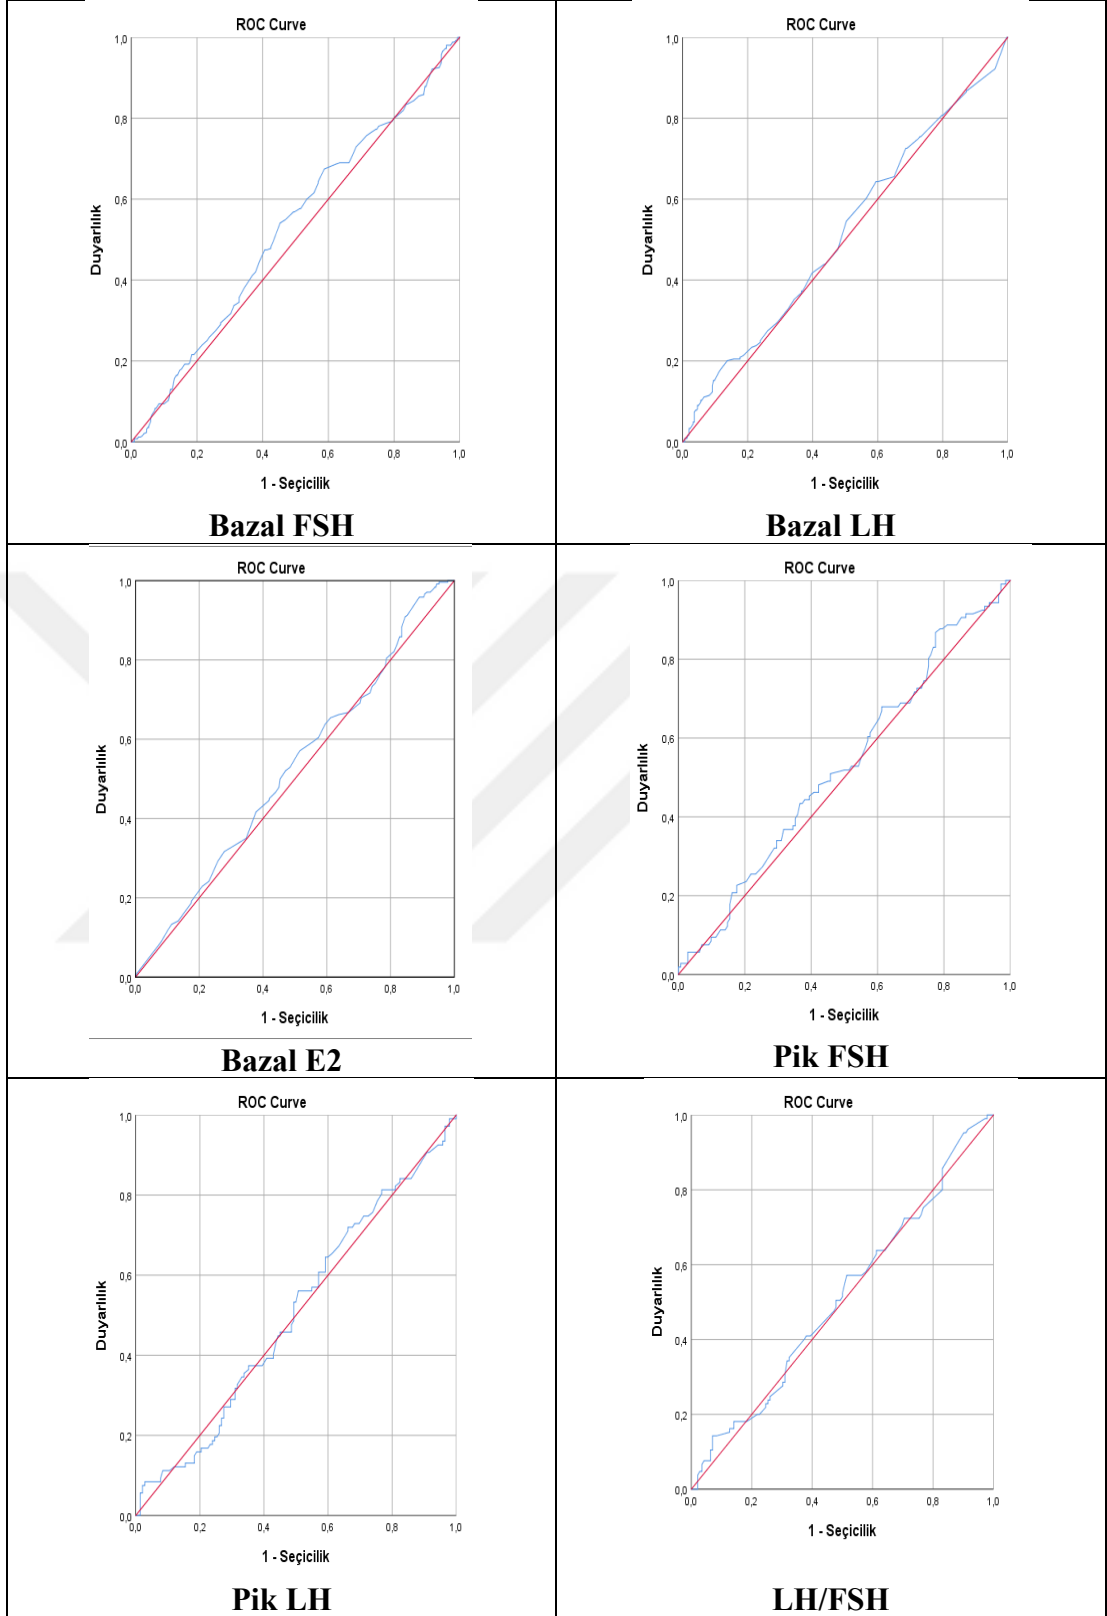 ROC Curve
1,0
0,8
0,6
0,4
0,2
0,0
Duyarlılık
0,0 0,2 0,4 0,6 0,8 1,0
1 - Seçicilik
Bazal FSH
ROC Curve
1,0
0,8
0,6
0,4
0,2
0,0
Duyarlılık
0,0 0,2 0,4 0,6 0,8 1,0
1 - Seçicilik
Bazal LH
ROC Curve
1,0
0,8
0,6
0,4
0,2
0,0
Duyarlılık
0,0 0,2 0,4 0,6 0,8 1,0
1 - Seçicilik
Bazal E2
ROC Curve
1,0
0,8
0,6
0,4
0,2
0,0
Duyarlılık
0,0 0,2 0,4 0,6 0,8 1,0
1 - Seçicilik
Pik FSH
ROC Curve
1,0
0,8
0,6
0,4
0,2
0,0
Duyarlılık
0,0 0,2 0,4 0,6 0,8 1,0
1 - Seçicilik
Pik LH
ROC Curve
1,0
0,8
0,6
0,4
0,2
0,0
Duyarlılık
0,0 0,2 0,4 0,6 0,8 1,0
1 - Seçicilik
LH/FSH